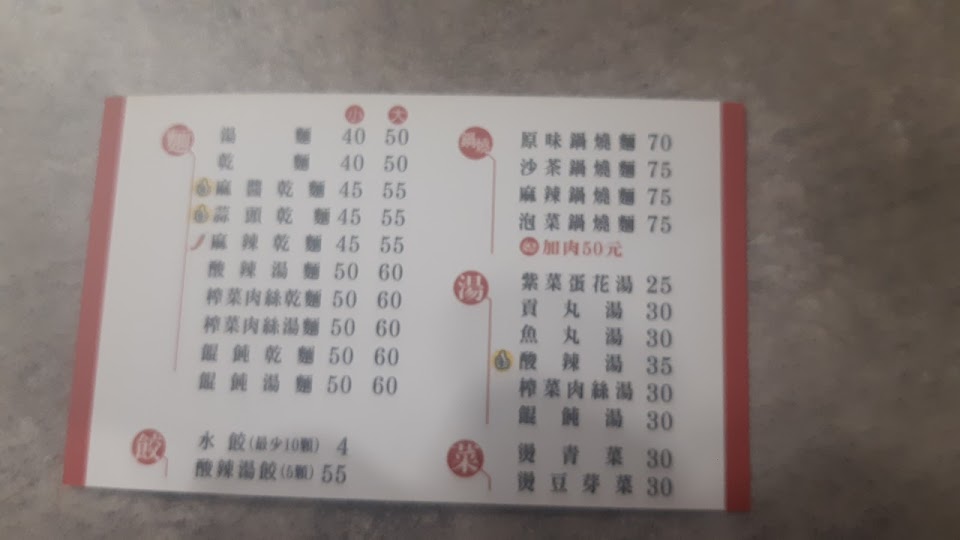 小 大
麵
湯麵 40 50
乾麵 40 50
麻醬乾麵 45 55
蒜頭乾麵 45 55
麻辣乾麵 45 55
酸辣湯麵 50 60
榨菜肉絲乾麵 50 60
榨菜肉絲湯麵 50 60
餛飩乾麵 50 60
餛飩湯麵 50 60
餃
水餃(最少10顆) 4
酸辣湯餃(5顆) 55
鍋燒
原味鍋燒麵 70
沙茶鍋燒麵 75
麻辣鍋燒麵 75
泡菜鍋燒麵 75
加肉50元
湯
紫菜蛋花湯 25
貢丸湯 30
魚丸湯 30
酸辣湯 35
榨菜肉絲湯 30
餛飩湯 30
菜
燙青菜 30
燙豆芽菜 30